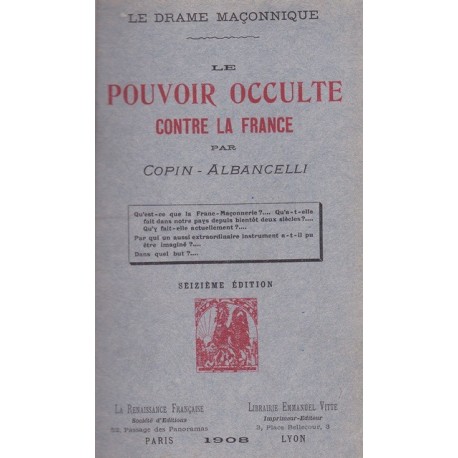 LE DRAME MAÇONNIQUE
LE
POUVOIR OCCULTE
CONTRE LA FRANCE
PAR
COPIN - ALBANCELLI
Qu'est-ce que la Franc-Maçonnerie ?.... Qu'a-t-elle
fait dans notre pays depuis bientôt deux siècles ?....
Qu'y fait-elle actuellement ?....
Par qui un aussi extraordinaire instrument a-t-il pu
être imaginé ?....
Dans quel but ?....
SEIZIÈME ÉDITION
LA RENAISSANCE FRANÇAISE
Société d'Éditions
52, Passage des Panoramas
PARIS
1908
LIBRAIRIE EMMANUEL VITTE
Imprimeur-Éditeur
3, Place Bellecour, 3
LYON